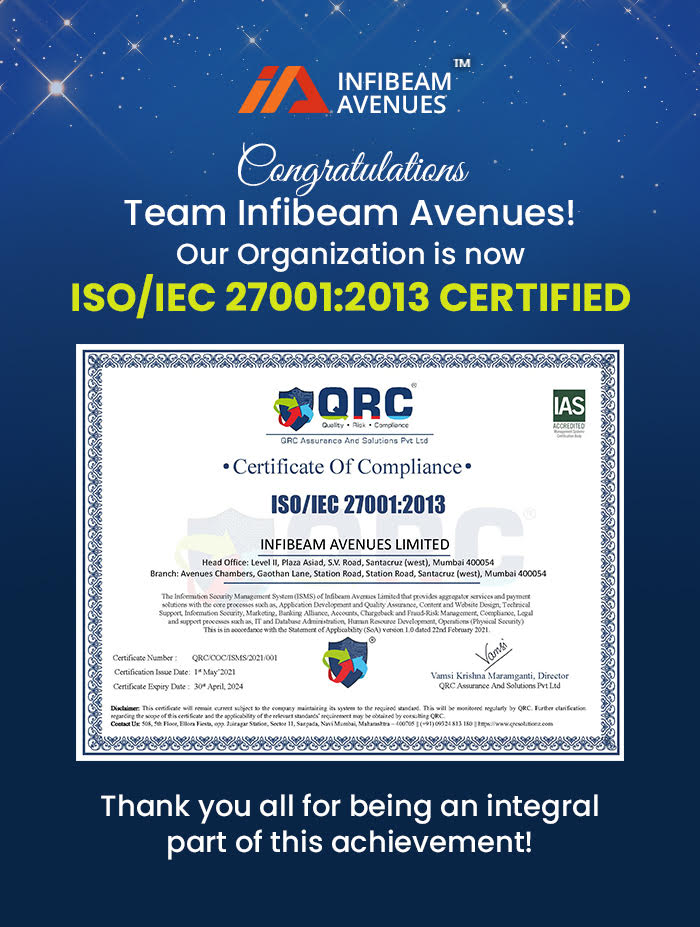 INFIBEAM
AVENUES
TM
Congratulations
Team Infibeam Avenues!
Our Organization is now
ISO/IEC 27001:2013 CERTIFIED
QRC®
Quality • Risk • Compliance
QRC Assurance And Solutions Pvt Ltd
IAS
ACCREDITED
Management Systems
Certification Body
•Certificate Of Compliance•
ISO/IEC 27001:2013
INFIBEAM AVENUES LIMITED
Head Office: Level II, Plaza Asiad, S.V. Road, Santacruz (west), Mumbai 400054
Branch: Avenues Chambers, Gaothan Lane, Station Road, Station Road, Santacruz (west), Mumbai 400054
The Information Security Management System (ISMS) of Infibeam Avenues Limited that provides aggregator services and payment
solutions with the core processes such as, Application Development and Quality Assurance, Content and Website Design, Technical
Support, Information Security, Marketing, Banking Alliance, Accounts, Chargeback and Fraud-Risk Management, Compliance, Legal
and support processes such as, IT and Database Administration, Human Resource Development, Operations (Physical Security)
This is in accordance with the Statement of Applicability (SoA) version 1.0 dated 22nd February 2021.
Certificate Number : QRC/COC/ISMS/2021/001
Certification Issue Date: 1st May'2021
Certificate Expiry Date : 30th April, 2024
Vamsi
Vamsi Krishna Maramganti, Director
QRC Assurance And Solutions Pvt Ltd
Disclaimer: This certificate will remain current subject to the company maintaining its system to the required standard. This will be monitored regularly by QRC. Further clarification
regarding the scope of this certificate and the applicability of the relevant standards' requirement may be obtained by consulting QRC.
Contact Us: 508, 5th Floor, Ellora Fiesta, opp. Juinagar Station, Sector 11, Sanpada, Navi Mumbai, Maharashtra – 400705 || (+91) 09324 813 180 || https://www.qrcsolutionz.com
Thank you all for being an integral
part of this achievement!